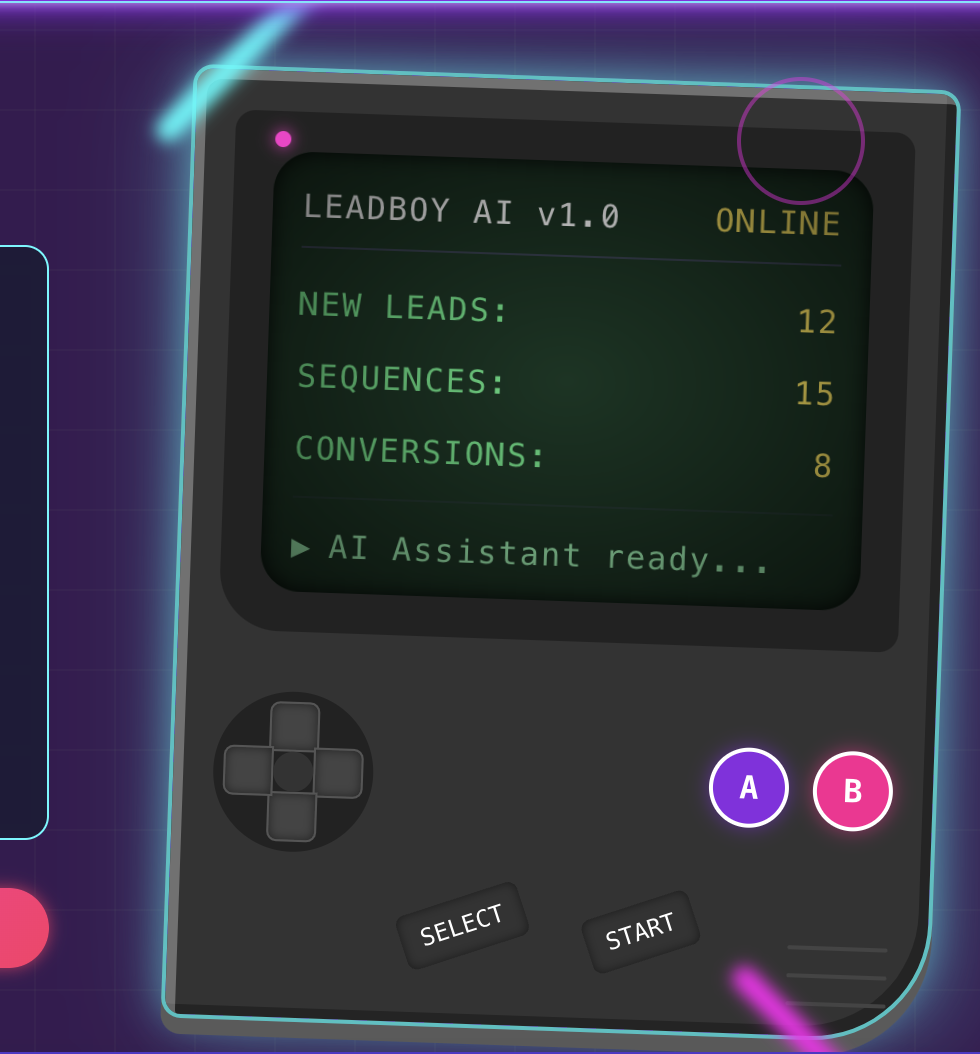 LEADBOY AI v1.0 ONLINE
NEW LEADS: 12
SEQUENCES: 15
CONVERSIONS: 8
▶ AI Assistant ready...
A B
SELECT START